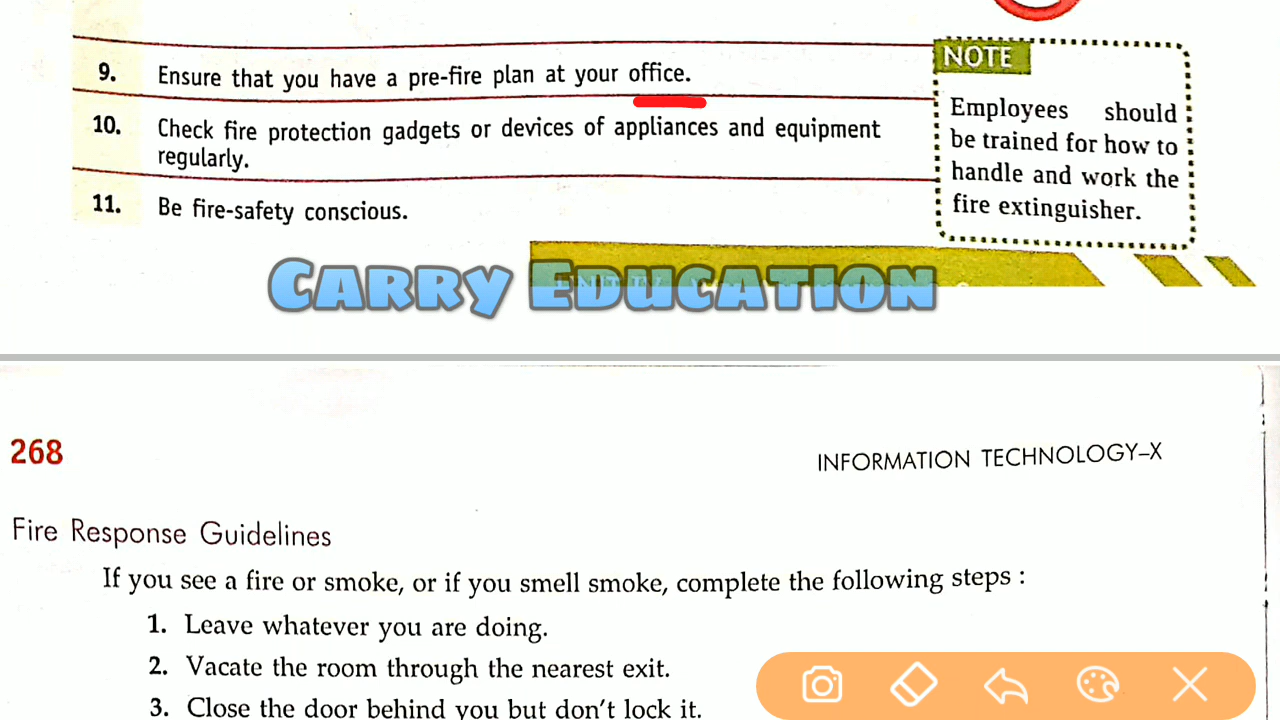 9. Ensure that you have a pre-fire plan at your office.
10. Check fire protection gadgets or devices of appliances and equipment
regularly.
11. Be fire-safety conscious.
NOTE
Employees should
be trained for how to
handle and work the
fire extinguisher.
CARRY EDUCATION
268
INFORMATION TECHNOLOGY–X
Fire Response Guidelines
If you see a fire or smoke, or if you smell smoke, complete the following steps :
1. Leave whatever you are doing.
2. Vacate the room through the nearest exit.
3. Close the door behind you but don't lock it.